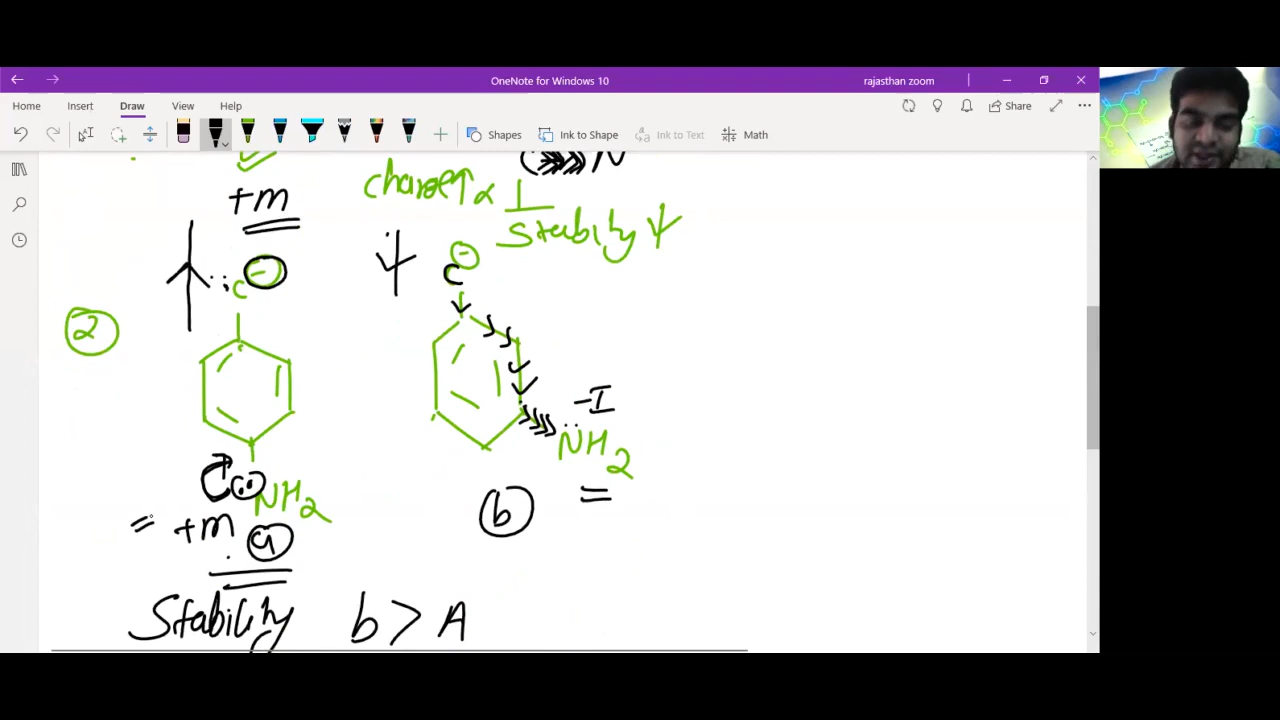 OneNote for Windows 10
rajasthan zoom
Home Insert Draw View Help
Share
Shapes
Ink to Shape
Ink to Text
Math
N
+m
charge↑ ∝ 1
stability ↓
C⊖
C⊖
2
-I
NH2
NH2
+m
a
b
=
Stability b > A